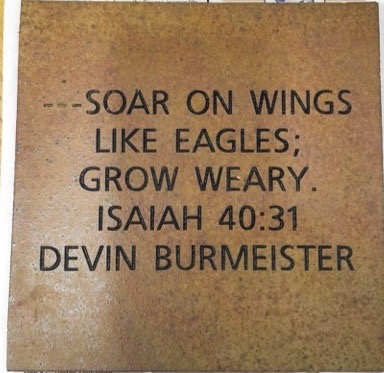 ---SOAR ON WINGS
LIKE EAGLES;
GROW WEARY.
ISAIAH 40:31
DEVIN BURMEISTER